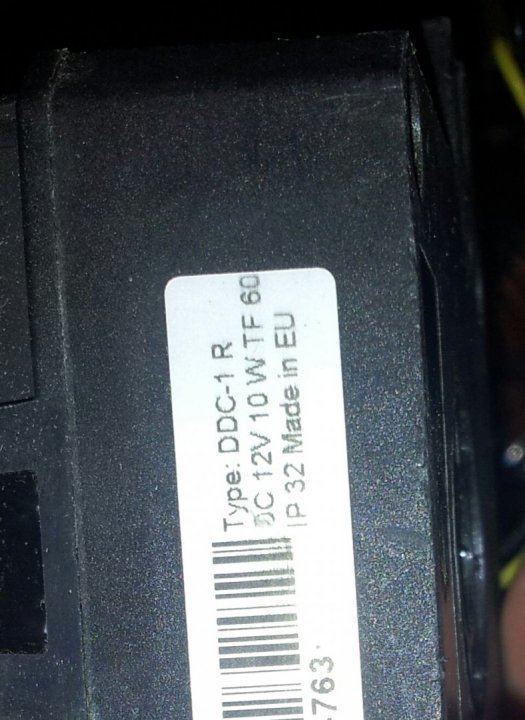 Type: DDC-1 R
DC 12V 10 W TF 60
IP 32 Made in EU
763